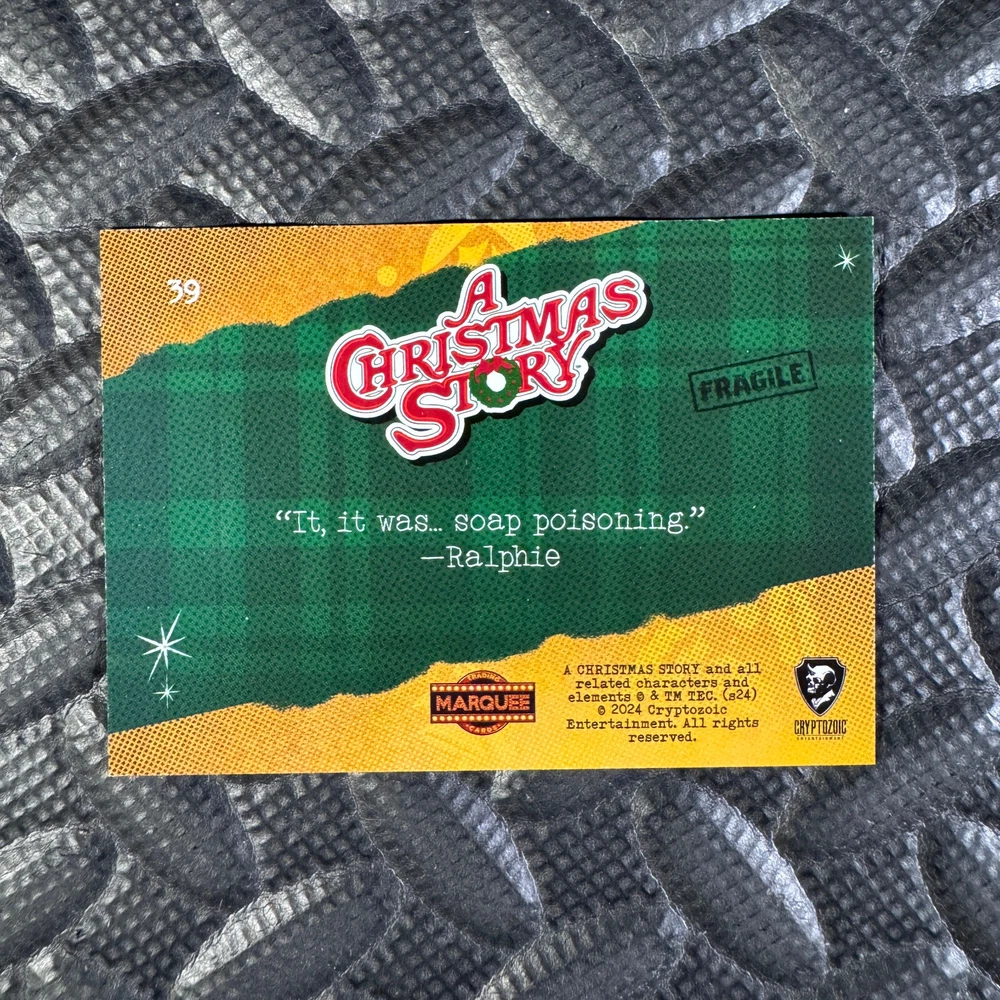 39
A
CHRISTMAS
STORY
FRAGILE
“It, it was... soap poisoning.”
—Ralphie
TRADING
MARQUEE
CARDS
A CHRISTMAS STORY and all
related characters and
elements © & TM TEC. (s24)
© 2024 Cryptozoic
Entertainment. All rights
reserved.
CRYPTOZOIC
ENTERTAINMENT